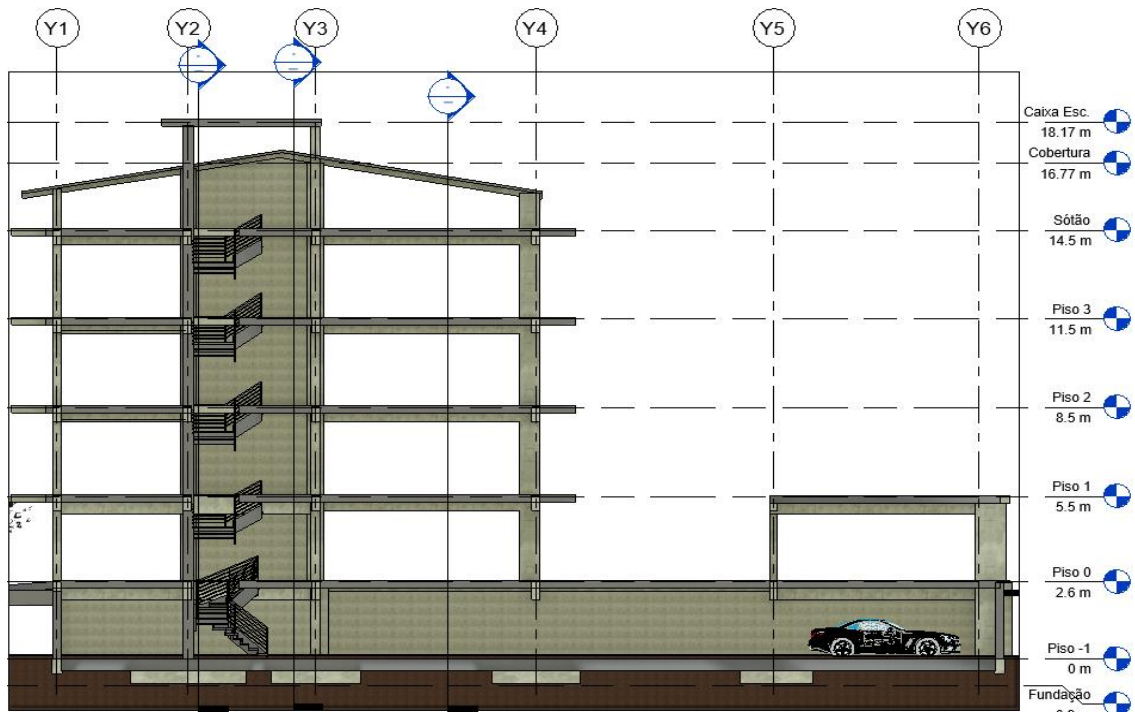 Y1 Y2 Y3 Y4 Y5 Y6
Caixa Esc.
18.17 m
Cobertura
16.77 m
Sótão
14.5 m
Piso 3
11.5 m
Piso 2
8.5 m
Piso 1
5.5 m
Piso 0
2.6 m
Piso -1
0 m
Fundação